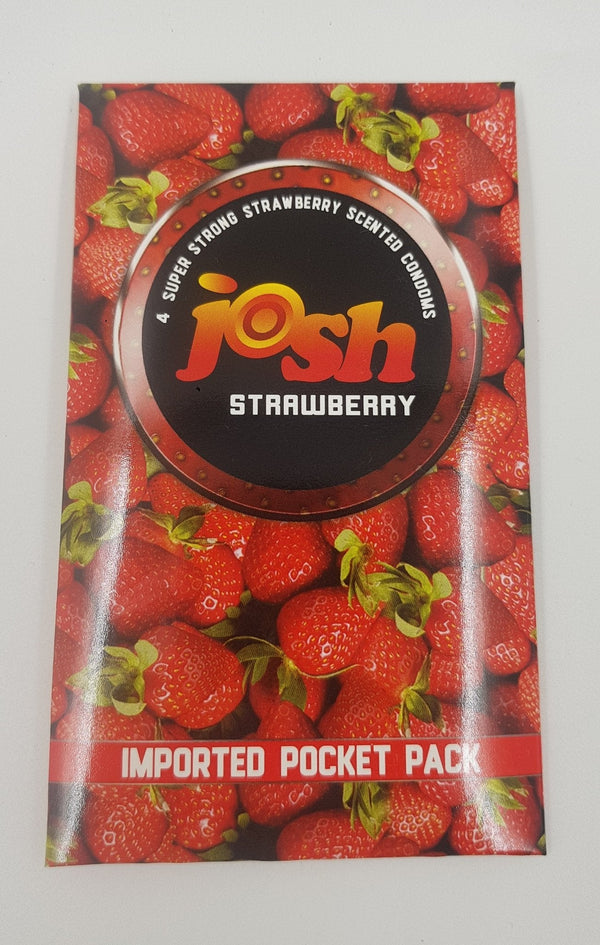 4 SUPER STRONG STRAWBERRY SCENTED CONDOMS
josh
STRAWBERRY
IMPORTED POCKET PACK